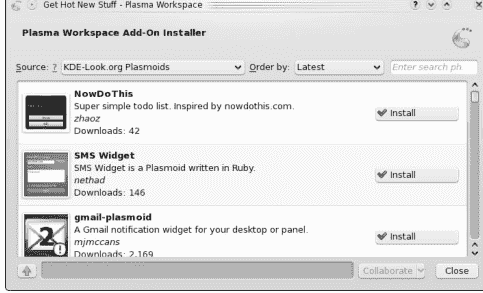 Get Hot New Stuff - Plasma Workspace
Plasma Workspace Add-On Installer
Source: ? KDE-Look.org Plasmoids Order by: Latest Enter search ph
NowDoThis
Super simple todo list. Inspired by nowdothis.com.
zhaoz
Downloads: 42
Install
SMS Widget
SMS Widget is a Plasmoid written in Ruby.
nethad
Downloads: 146
Install
2
gmail-plasmoid
A Gmail notification widget for your desktop or panel.
mjmccans
Downloads: 2,169
Install
Collaborate Close